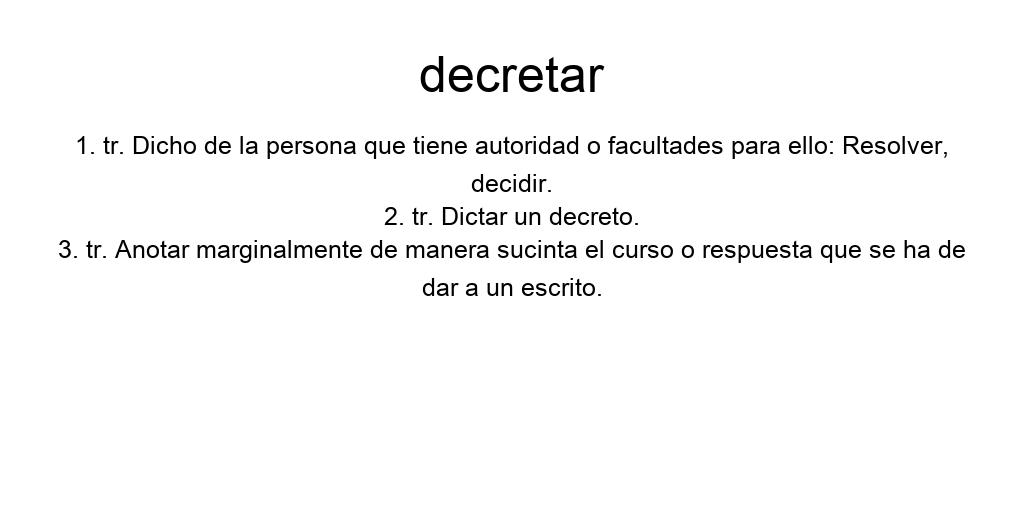 decretar
1. tr. Dicho de la persona que tiene autoridad o facultades para ello: Resolver,
decidir.
2. tr. Dictar un decreto.
3. tr. Anotar marginalmente de manera sucinta el curso o respuesta que se ha de
dar a un escrito.